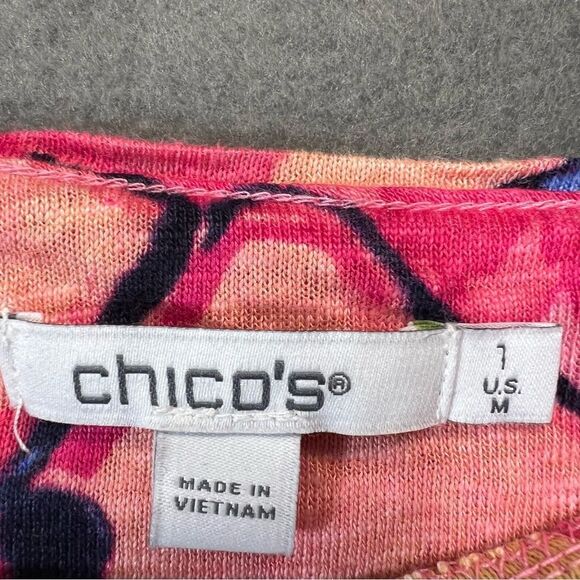 chico's®
1
U.S.
M
MADE IN
VIETNAM